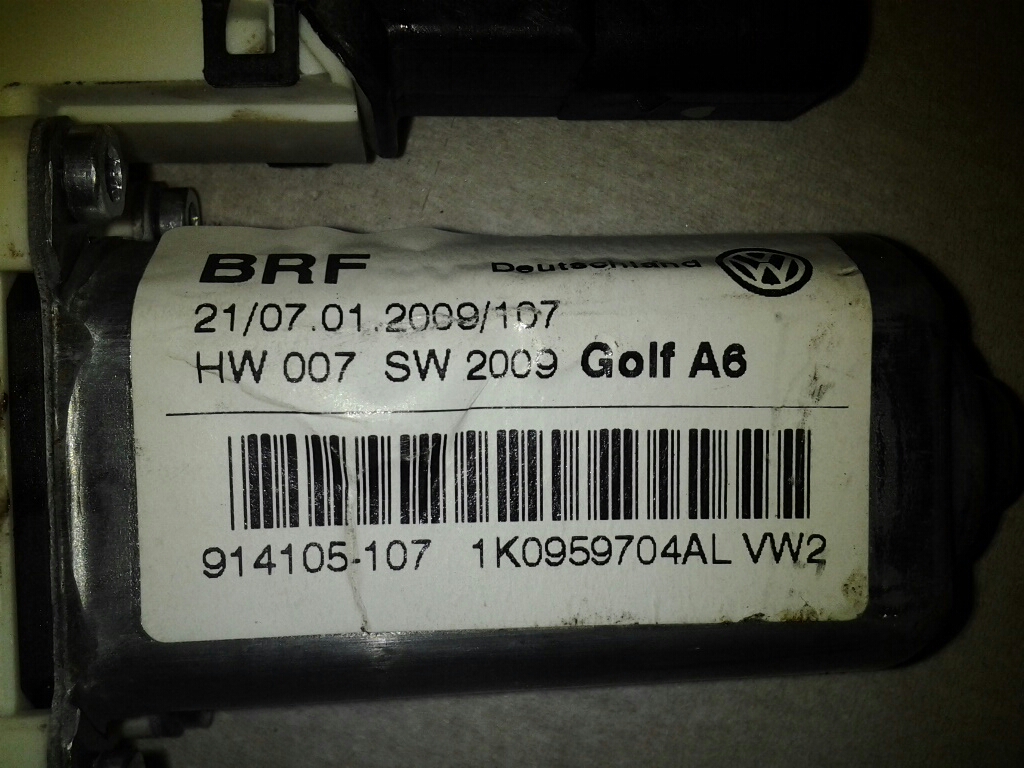 BRF Deutschland
21/07.01.2009/107
HW 007 SW 2009 Golf A6
914105-107 1K0959704AL VW2